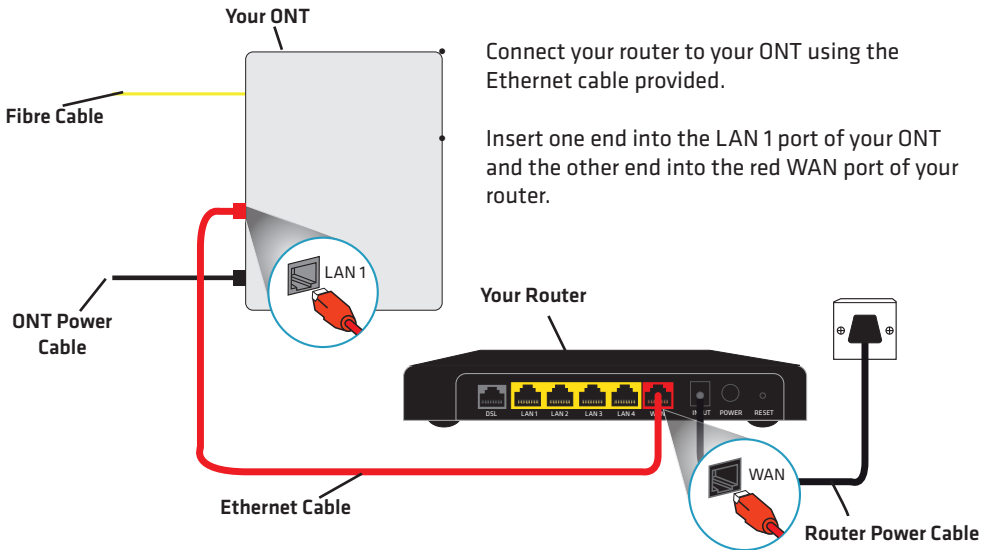 Your ONT
Connect your router to your ONT using the
Ethernet cable provided.
Fibre Cable
Insert one end into the LAN 1 port of your ONT
and the other end into the red WAN port of your
router.
LAN 1
ONT Power
Cable
Your Router
DSL LAN 1 LAN 2 LAN 3 LAN 4 WAN INPUT POWER RESET
WAN
Ethernet Cable
Router Power Cable